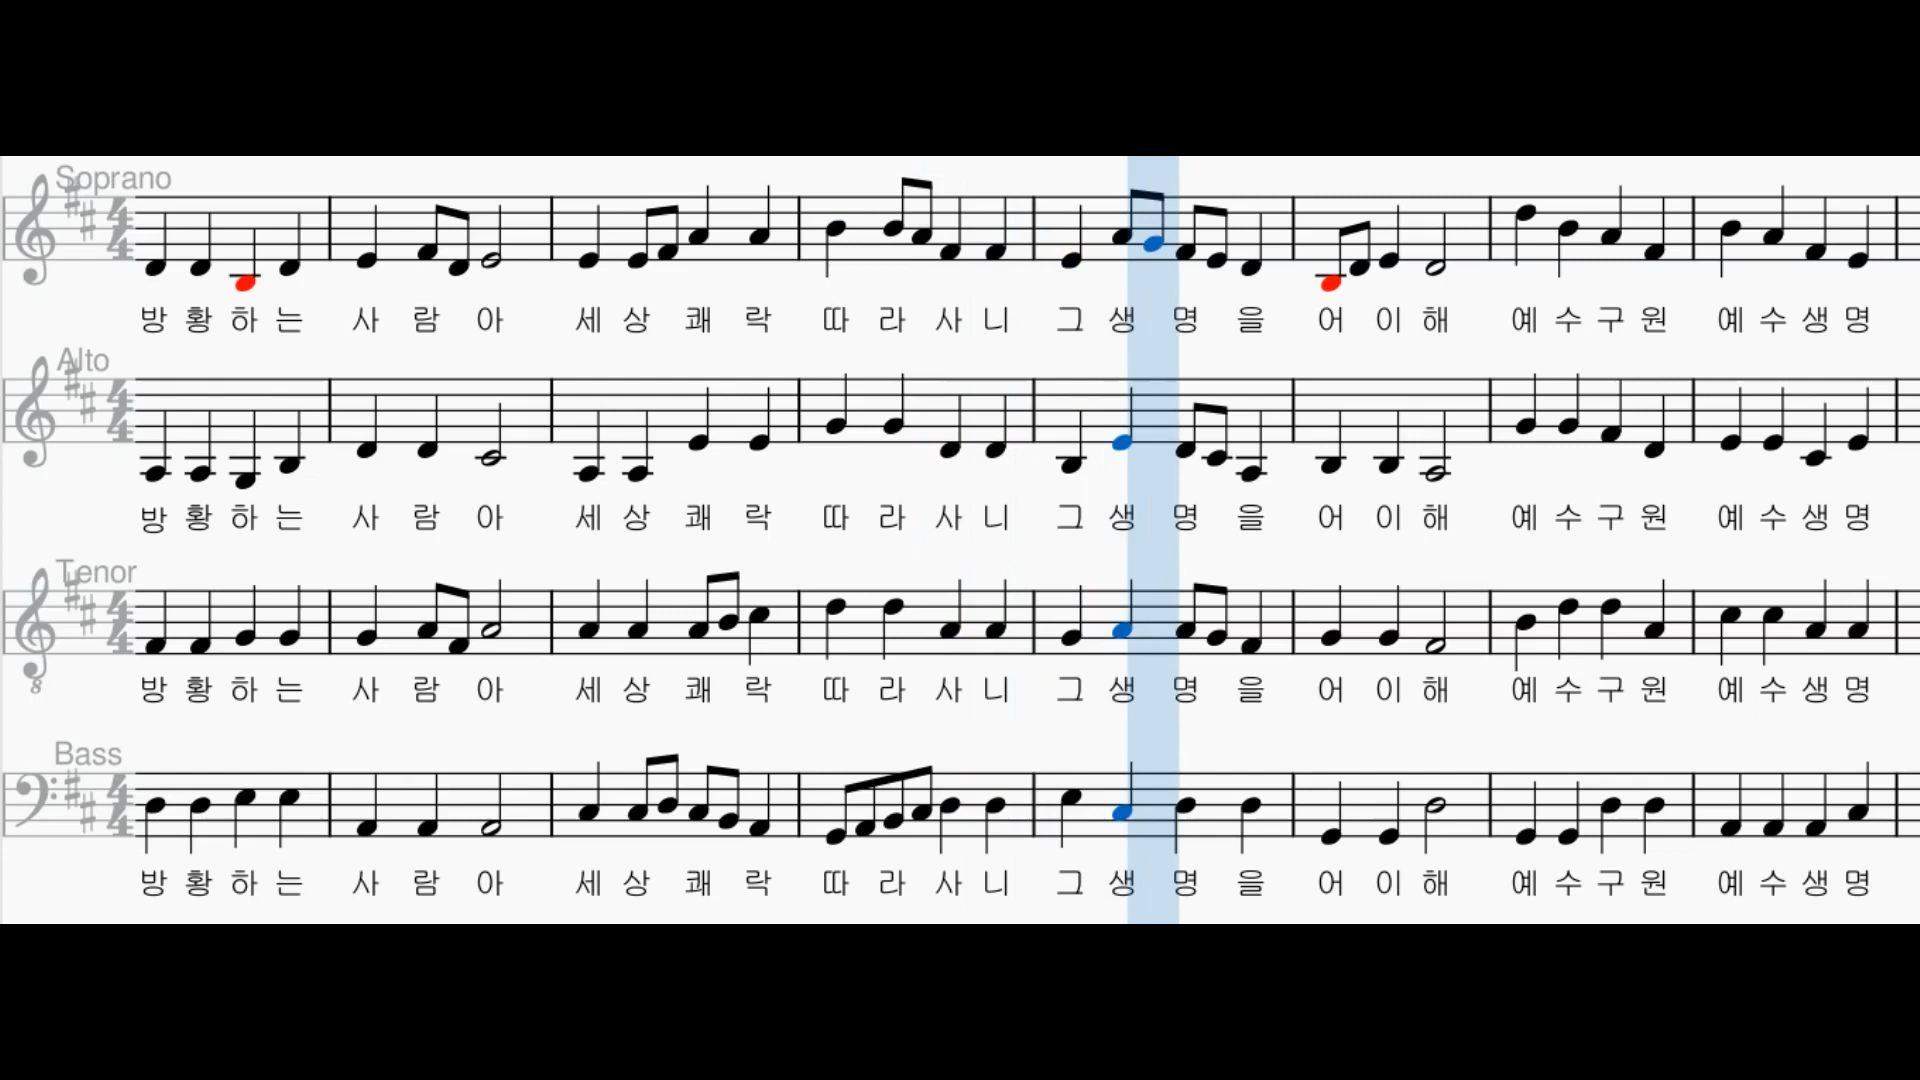 Soprano
방 황 하 는 사 람 아 세 상 쾌 락 따 라 사 니 그 생 명 을 어 이 해 예 수 구 원 예 수 생 명
Alto
방 황 하 는 사 람 아 세 상 쾌 락 따 라 사 니 그 생 명 을 어 이 해 예 수 구 원 예 수 생 명
Tenor
8
방 황 하 는 사 람 아 세 상 쾌 락 따 라 사 니 그 생 명 을 어 이 해 예 수 구 원 예 수 생 명
Bass
방 황 하 는 사 람 아 세 상 쾌 락 따 라 사 니 그 생 명 을 어 이 해 예 수 구 원 예 수 생 명